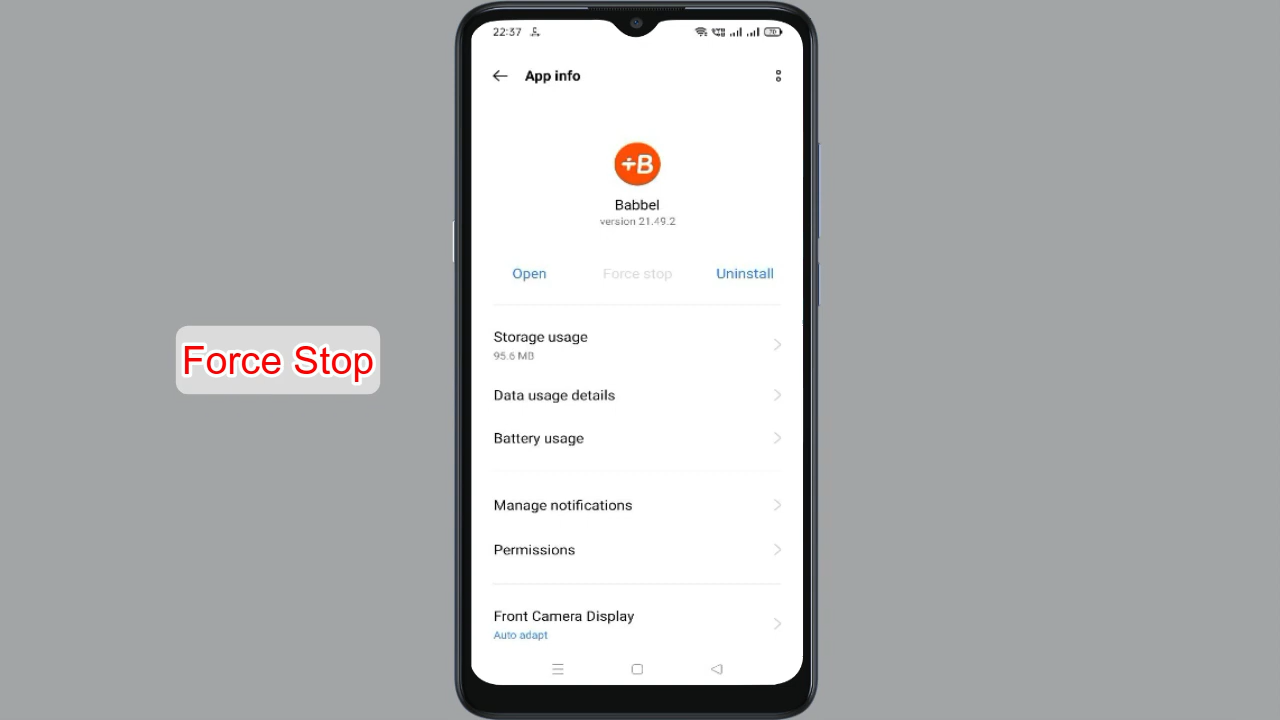 22:37
70
App info
+B
Babbel
version 21.49.2
Open Force stop Uninstall
Force Stop
Storage usage
95.6 MB
Data usage details
Battery usage
Manage notifications
Permissions
Front Camera Display
Auto adapt